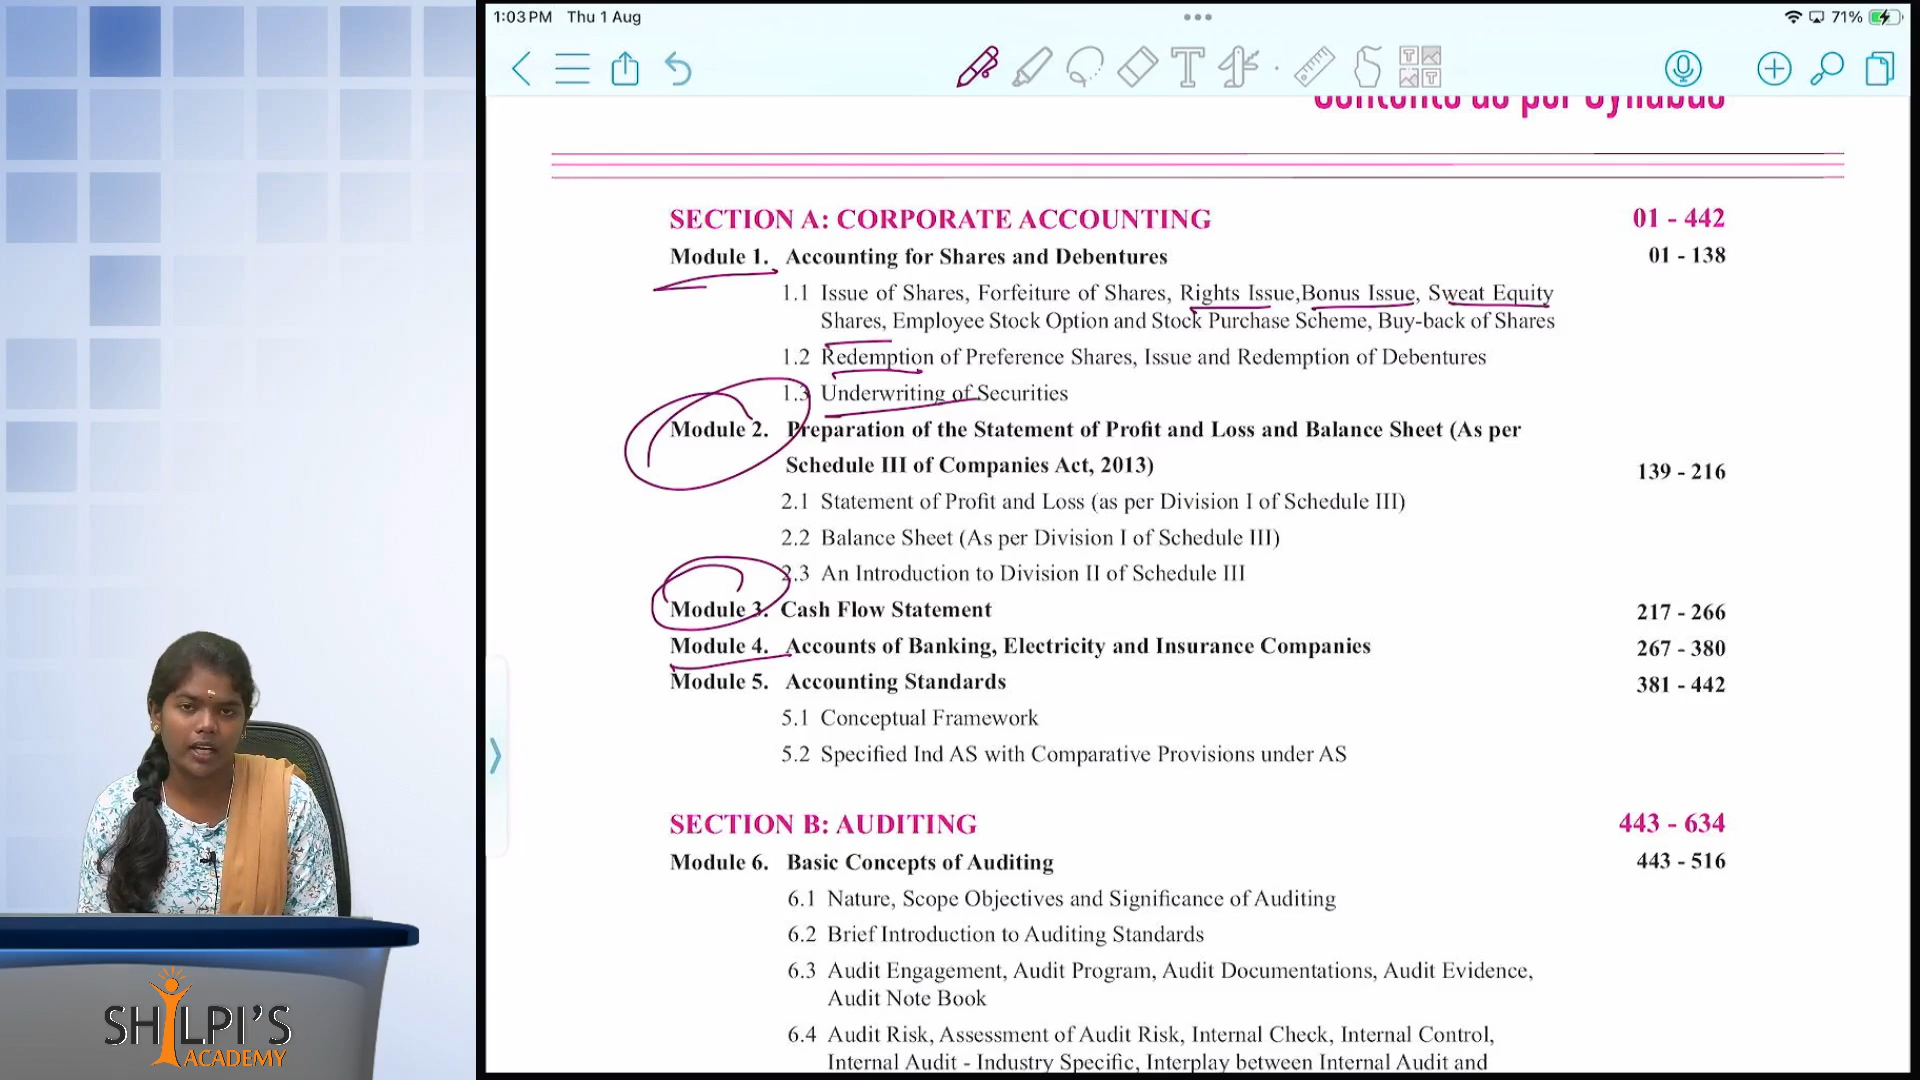 1:03 PM Thu 1 Aug
71%
SECTION A: CORPORATE ACCOUNTING 01 - 442
Module 1. Accounting for Shares and Debentures 01 - 138
1.1 Issue of Shares, Forfeiture of Shares, Rights Issue,Bonus Issue, Sweat Equity
Shares, Employee Stock Option and Stock Purchase Scheme, Buy-back of Shares
1.2 Redemption of Preference Shares, Issue and Redemption of Debentures
1.3 Underwriting of Securities
Module 2. Preparation of the Statement of Profit and Loss and Balance Sheet (As per
Schedule III of Companies Act, 2013) 139 - 216
2.1 Statement of Profit and Loss (as per Division I of Schedule III)
2.2 Balance Sheet (As per Division I of Schedule III)
2.3 An Introduction to Division II of Schedule III
Module 3. Cash Flow Statement 217 - 266
Module 4. Accounts of Banking, Electricity and Insurance Companies 267 - 380
Module 5. Accounting Standards 381 - 442
5.1 Conceptual Framework
5.2 Specified Ind AS with Comparative Provisions under AS
SECTION B: AUDITING 443 - 634
Module 6. Basic Concepts of Auditing 443 - 516
6.1 Nature, Scope Objectives and Significance of Auditing
6.2 Brief Introduction to Auditing Standards
6.3 Audit Engagement, Audit Program, Audit Documentations, Audit Evidence,
Audit Note Book
6.4 Audit Risk, Assessment of Audit Risk, Internal Check, Internal Control,
Internal Audit - Industry Specific, Interplay between Internal Audit and
SHILPI'S
ACADEMY